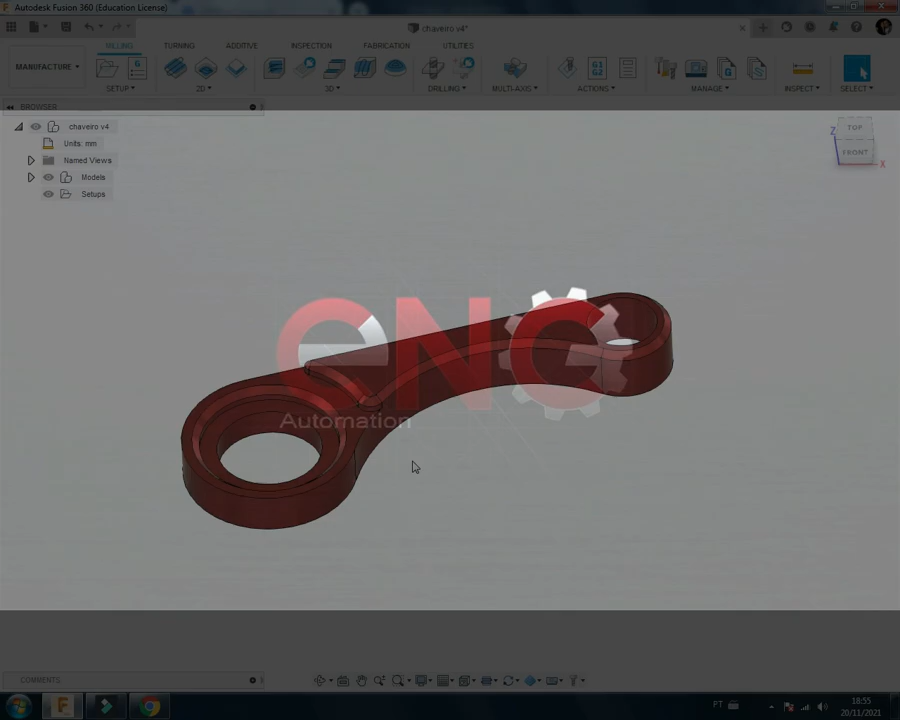 Autodesk Fusion 360 (Education License)
chaveiro v4*
MILLING TURNING ADDITIVE INSPECTION FABRICATION UTILITIES
MANUFACTURE
SETUP 2D 3D DRILLING MULTI-AXIS ACTIONS MANAGE INSPECT SELECT
G
G1
G2
G
BROWSER
chaveiro v4
Units: mm
Named Views
Models
Setups
TOP
FRONT
Z
X
eNG
Automation
COMMENTS
F
PT
18:55
20/11/2021